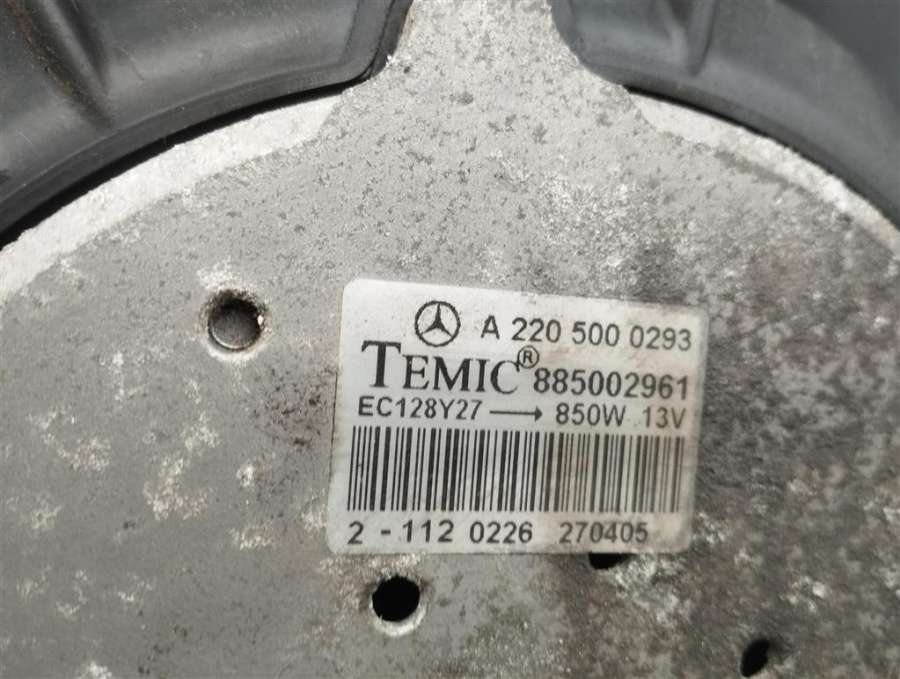 A 220 500 0293
TEMIC® 885002961
EC128Y27 → 850W 13V
2 - 112 0226 270405